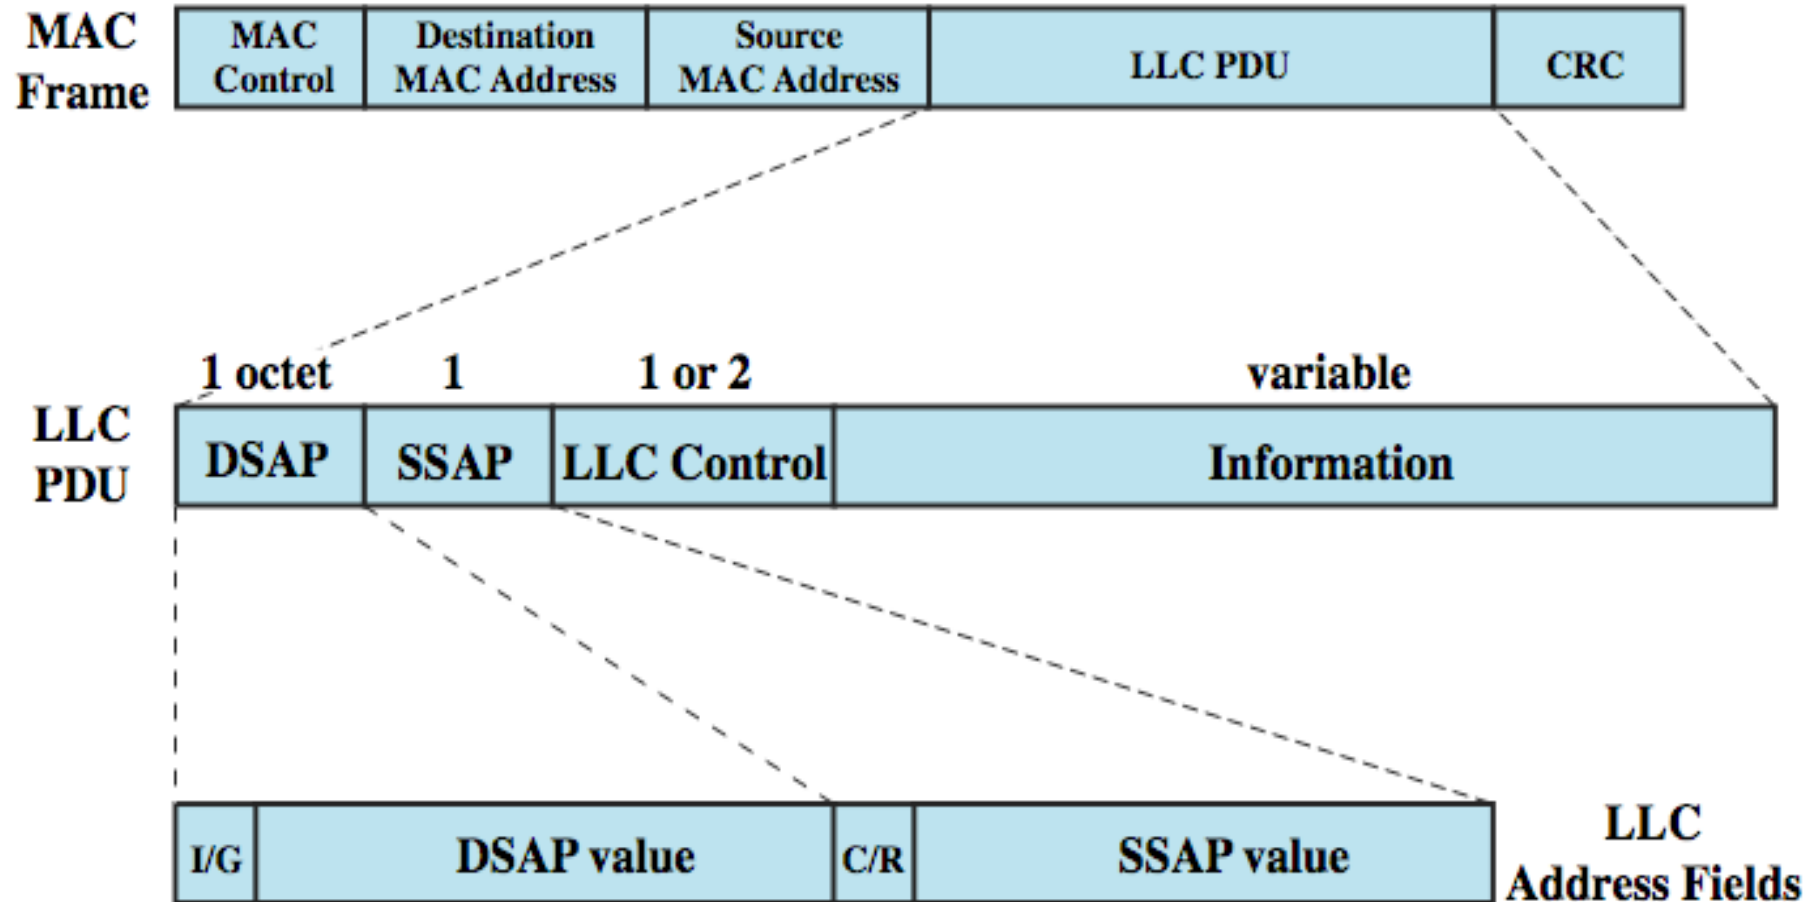 MAC
Frame
MAC
Control
Destination
MAC Address
Source
MAC Address
LLC PDU
CRC
1 octet
1
1 or 2
variable
LLC
PDU
DSAP
SSAP
LLC Control
Information
I/G
DSAP value
C/R
SSAP value
LLC
Address Fields